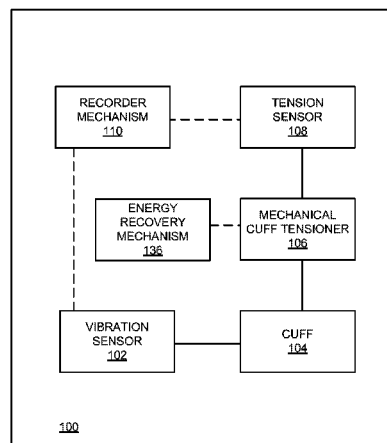 RECORDER
MECHANISM
110
TENSION
SENSOR
108
ENERGY
RECOVERY
MECHANISM
136
MECHANICAL
CUFF TENSIONER
106
VIBRATION
SENSOR
102
CUFF
104
100